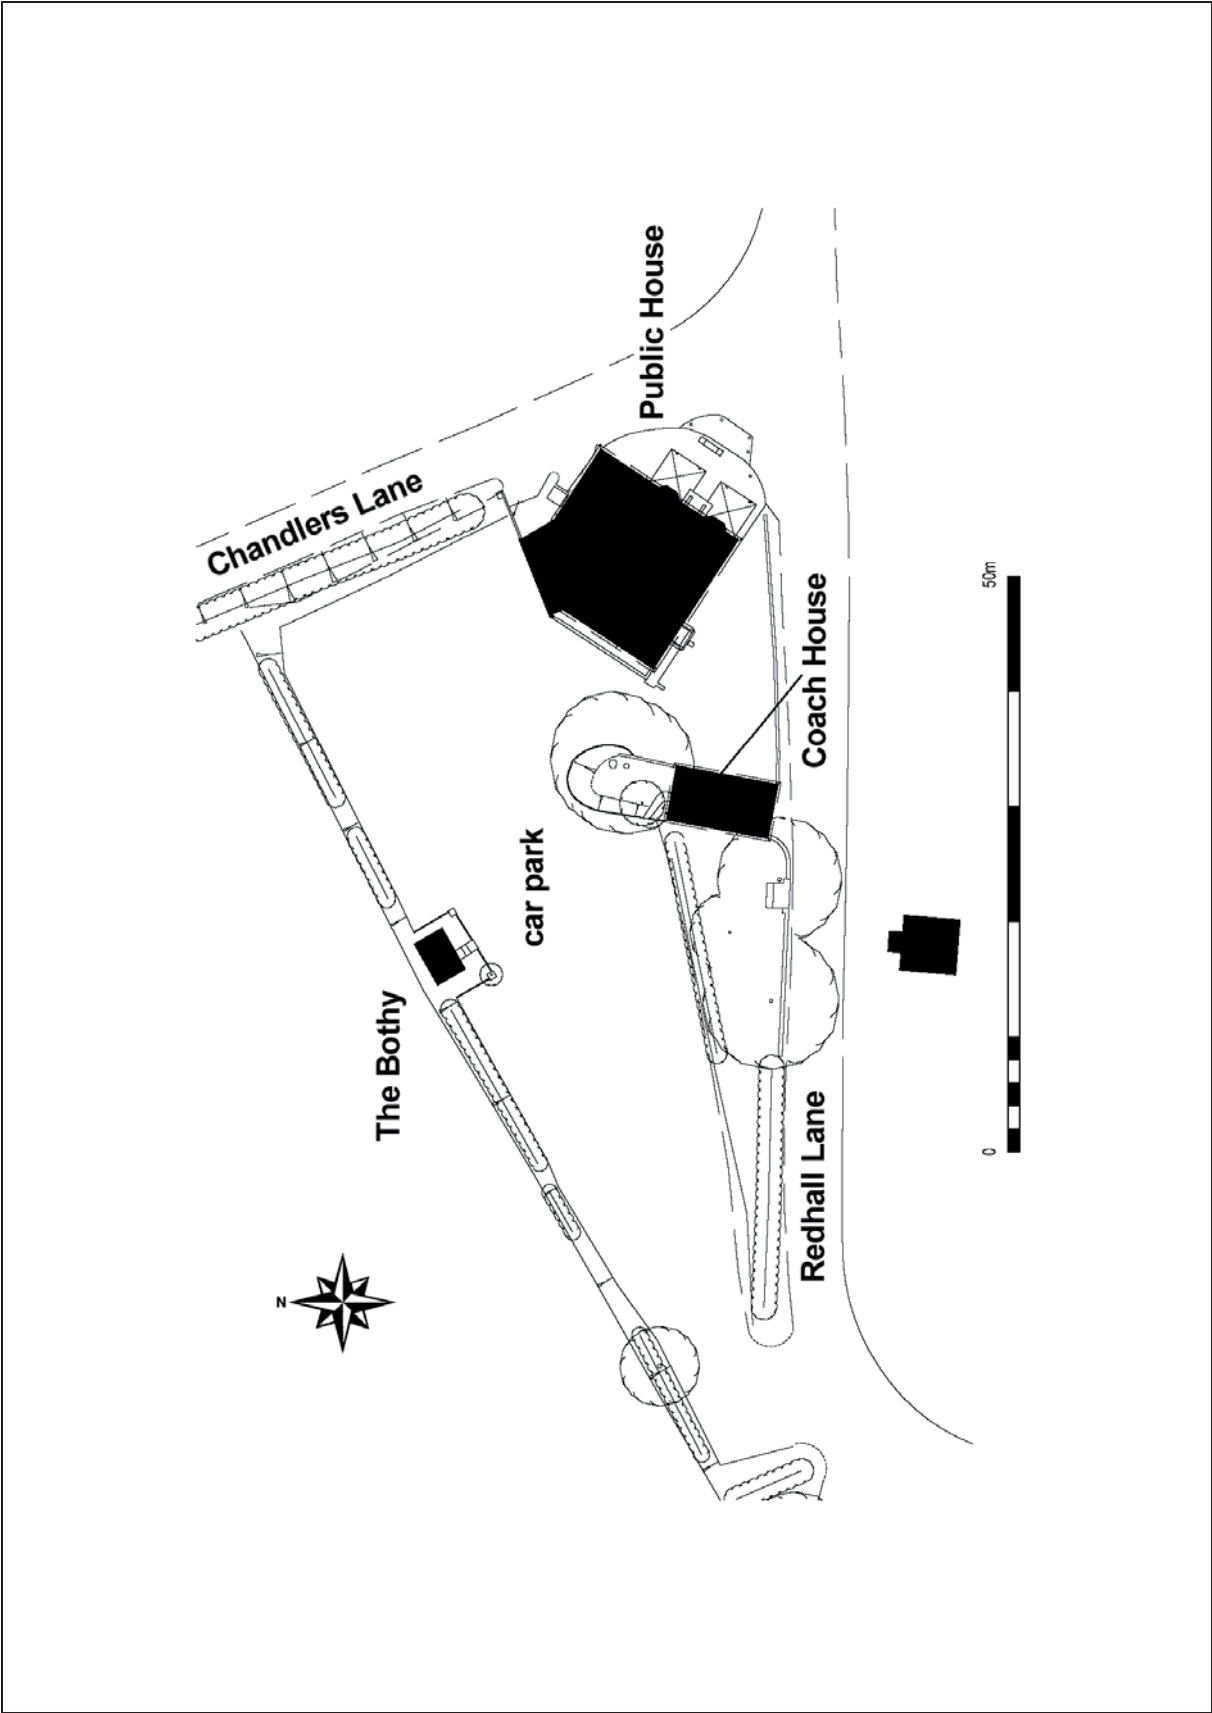 Chandlers Lane
Public House
The Bothy
car park
Coach House
Redhall Lane
N
0
50m